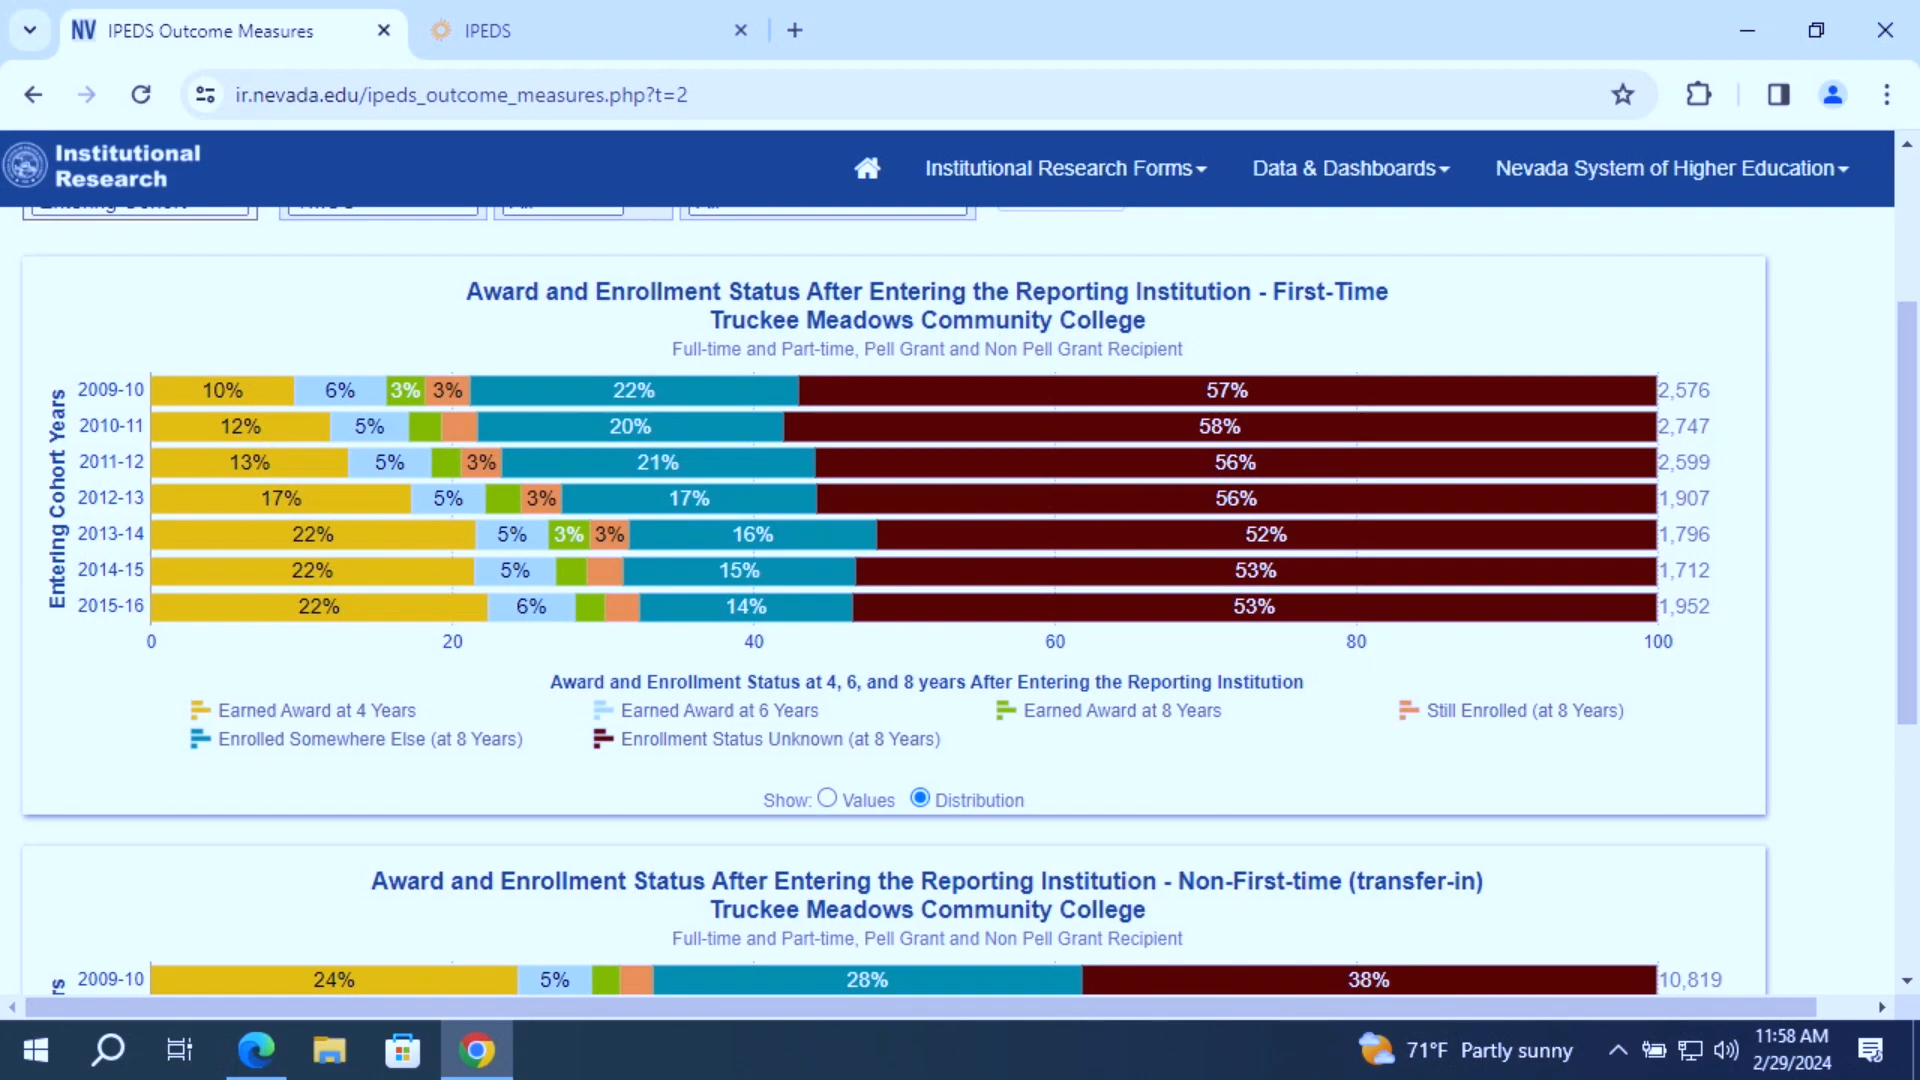 NV IPEDS Outcome Measures
IPEDS
ir.nevada.edu/ipeds_outcome_measures.php?t=2
Institutional
Research
Institutional Research Forms
Data & Dashboards
Nevada System of Higher Education
Award and Enrollment Status After Entering the Reporting Institution - First-Time
Truckee Meadows Community College
Full-time and Part-time, Pell Grant and Non Pell Grant Recipient
Entering Cohort Years
2009-10 10% 6% 3% 3% 22% 57% 2,576
2010-11 12% 5% 20% 58% 2,747
2011-12 13% 5% 3% 21% 56% 2,599
2012-13 17% 5% 3% 17% 56% 1,907
2013-14 22% 5% 3% 3% 16% 52% 1,796
2014-15 22% 5% 15% 53% 1,712
2015-16 22% 6% 14% 53% 1,952
0 20 40 60 80 100
Award and Enrollment Status at 4, 6, and 8 years After Entering the Reporting Institution
Earned Award at 4 Years
Earned Award at 6 Years
Earned Award at 8 Years
Still Enrolled (at 8 Years)
Enrolled Somewhere Else (at 8 Years)
Enrollment Status Unknown (at 8 Years)
Show: Values Distribution
Award and Enrollment Status After Entering the Reporting Institution - Non-First-time (transfer-in)
Truckee Meadows Community College
Full-time and Part-time, Pell Grant and Non Pell Grant Recipient
2009-10 24% 5% 28% 38% 10,819
71°F Partly sunny
11:58 AM
2/29/2024